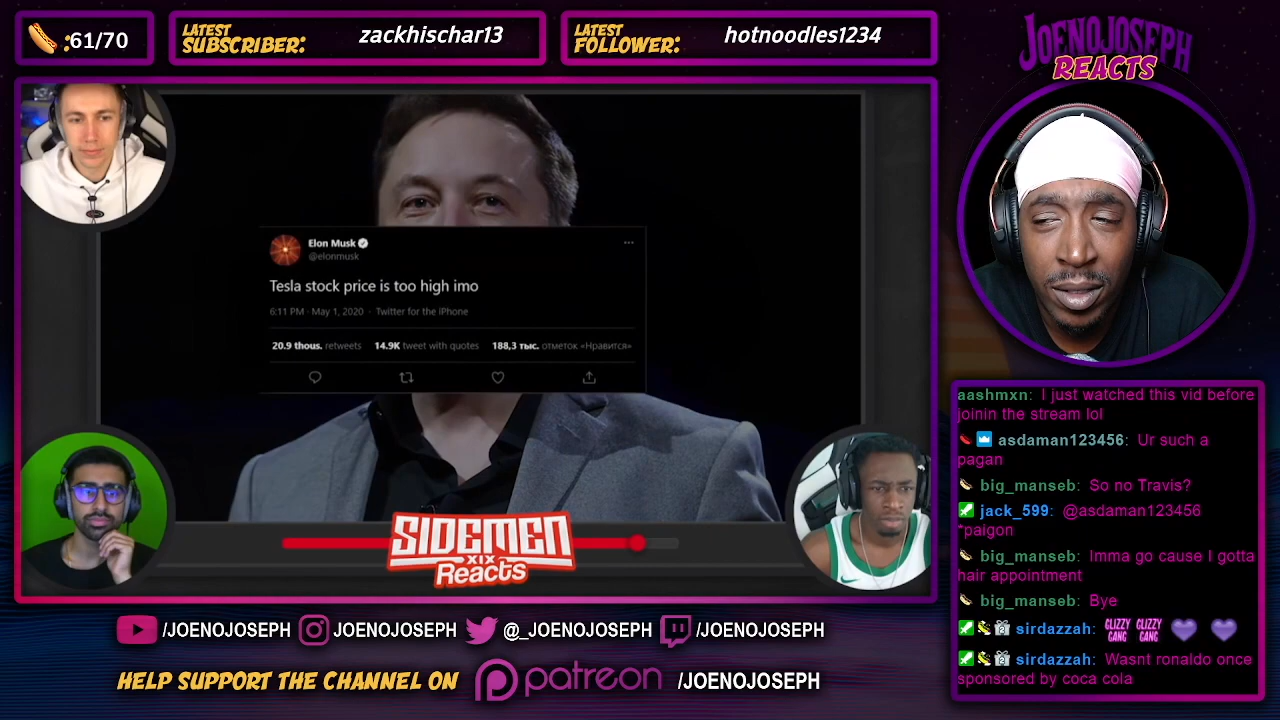 :61/70
LATEST SUBSCRIBER:
zackhischar13
LATEST FOLLOWER:
hotnoodles1234
JOENOJOSEPH
REACTS
Elon Musk
@elonmusk
Tesla stock price is too high imo
6:11 PM · May 1, 2020 · Twitter for the iPhone
20.9 thous. retweets 14.9K tweet with quotes 188,3 тыс. отметок «Нравится»
SIDEMEN
XIX
Reacts
/JOENOJOSEPH JOENOJOSEPH @_JOENOJOSEPH /JOENOJOSEPH
HELP SUPPORT THE CHANNEL ON patreon /JOENOJOSEPH
aashmxn: I just watched this vid before
joinin the stream lol
asdaman123456: Ur such a
pagan
big_manseb: So no Travis?
jack_599: @asdaman123456
*paigon
big_manseb: Imma go cause I gotta
hair appointment
big_manseb: Bye
sirdazzah: GLIZZY GANG GLIZZY GANG
sirdazzah: Wasnt ronaldo once
sponsored by coca cola